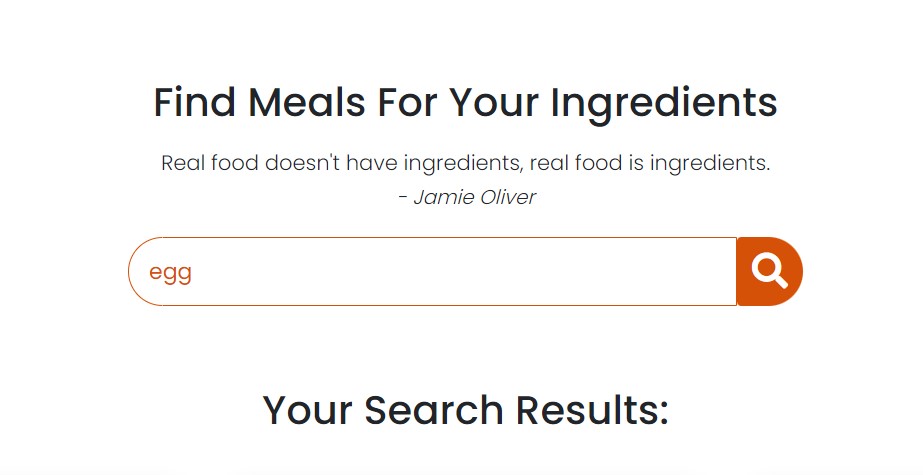 Find Meals For Your Ingredients
Real food doesn't have ingredients, real food is ingredients.
- Jamie Oliver
egg
Your Search Results: